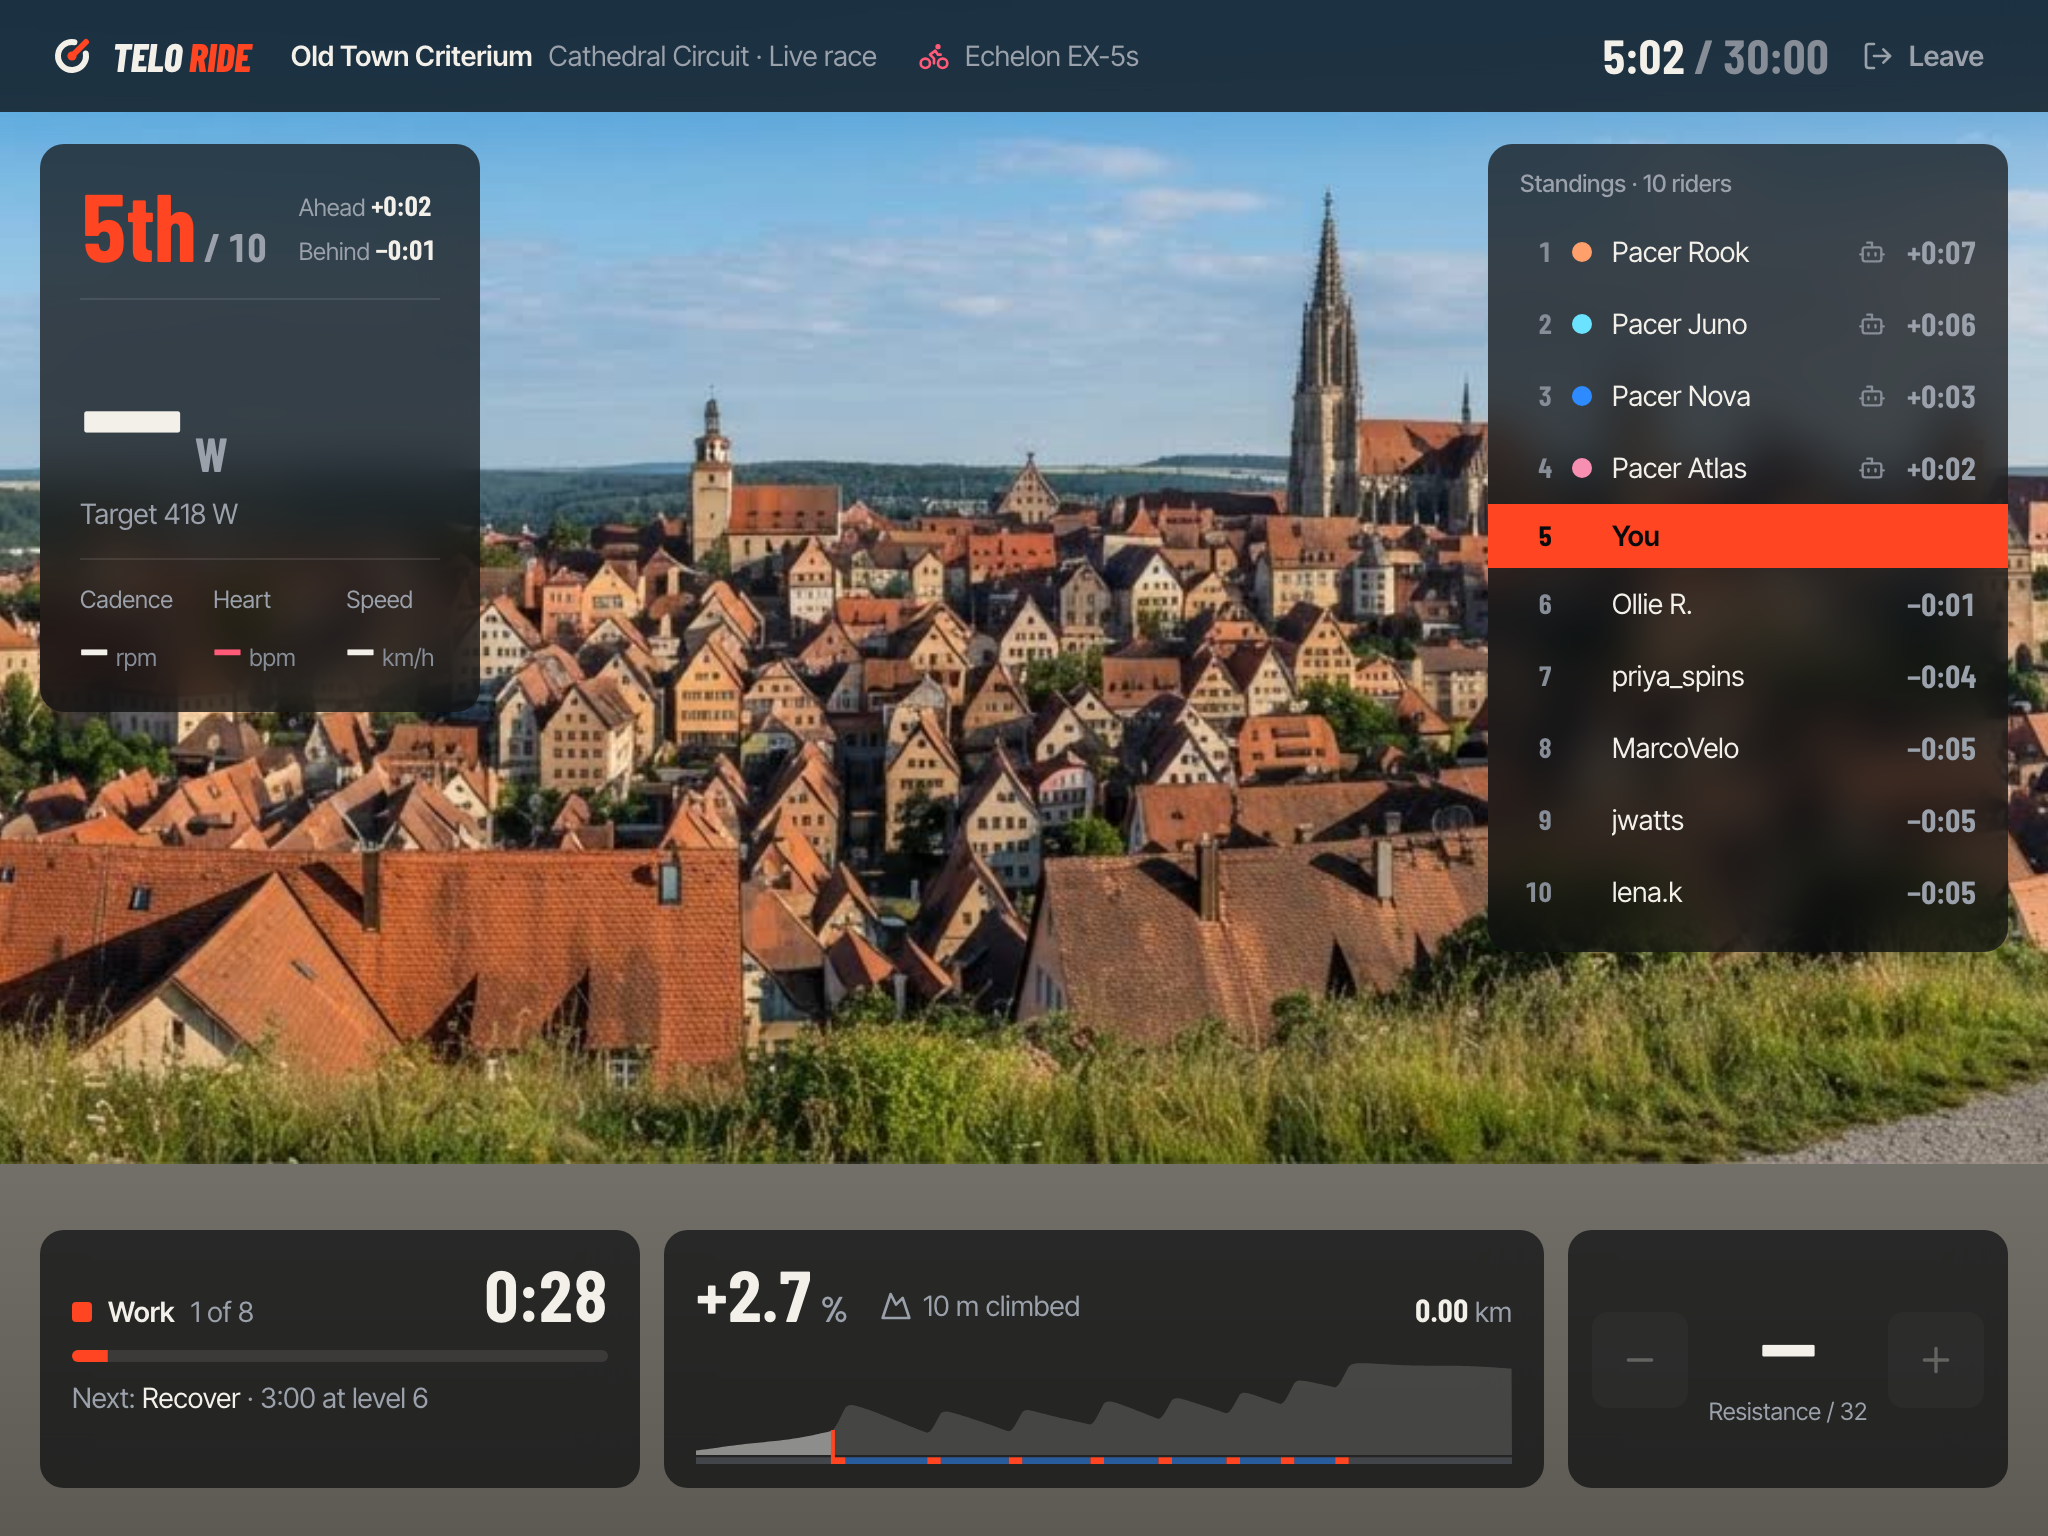 TELO RIDE Old Town Criterium Cathedral Circuit · Live race Echelon EX-5s 5:02 / 30:00 Leave
5th / 10
Ahead +0:02
Behind −0:01
— W
Target 418 W
Cadence Heart Speed
— rpm — bpm — km/h
Standings · 10 riders
1 Pacer Rook +0:07
2 Pacer Juno +0:06
3 Pacer Nova +0:03
4 Pacer Atlas +0:02
5 You
6 Ollie R. −0:01
7 priya_spins −0:04
8 MarcoVelo −0:05
9 jwatts −0:05
10 lena.k −0:05
Work 1 of 8 0:28
Next: Recover · 3:00 at level 6
+2.7 % 10 m climbed 0.00 km
− — +
Resistance / 32